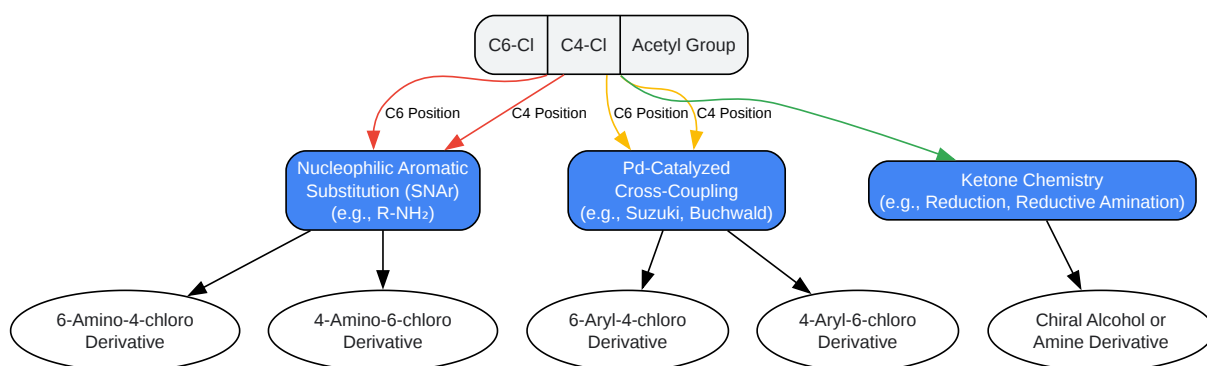 C6-Cl
C4-Cl
Acetyl Group
C6 Position
C4 Position
C6 Position
C4 Position
Nucleophilic Aromatic
Substitution (SNAr)
(e.g., R-NH₂)
Pd-Catalyzed
Cross-Coupling
(e.g., Suzuki, Buchwald)
Ketone Chemistry
(e.g., Reduction, Reductive Amination)
6-Amino-4-chloro
Derivative
4-Amino-6-chloro
Derivative
6-Aryl-4-chloro
Derivative
4-Aryl-6-chloro
Derivative
Chiral Alcohol or
Amine Derivative